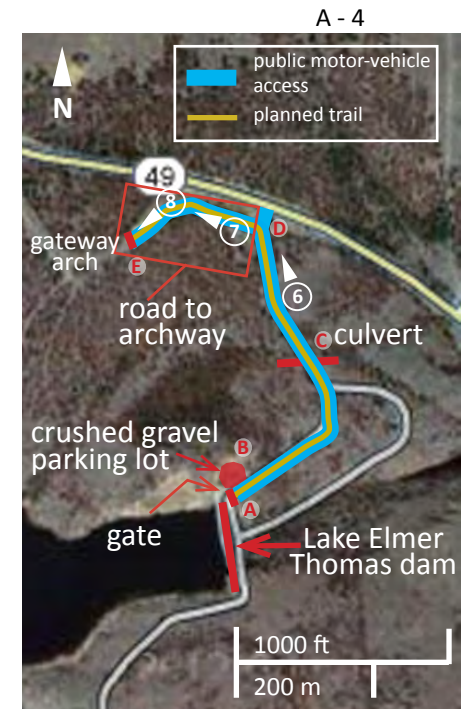 A - 4
public motor-vehicle
access
planned trail
N
49
8
7
D
gateway
arch
E
6
road to
archway
C
culvert
crushed gravel
parking lot
B
A
gate
Lake Elmer
Thomas dam
1000 ft
200 m